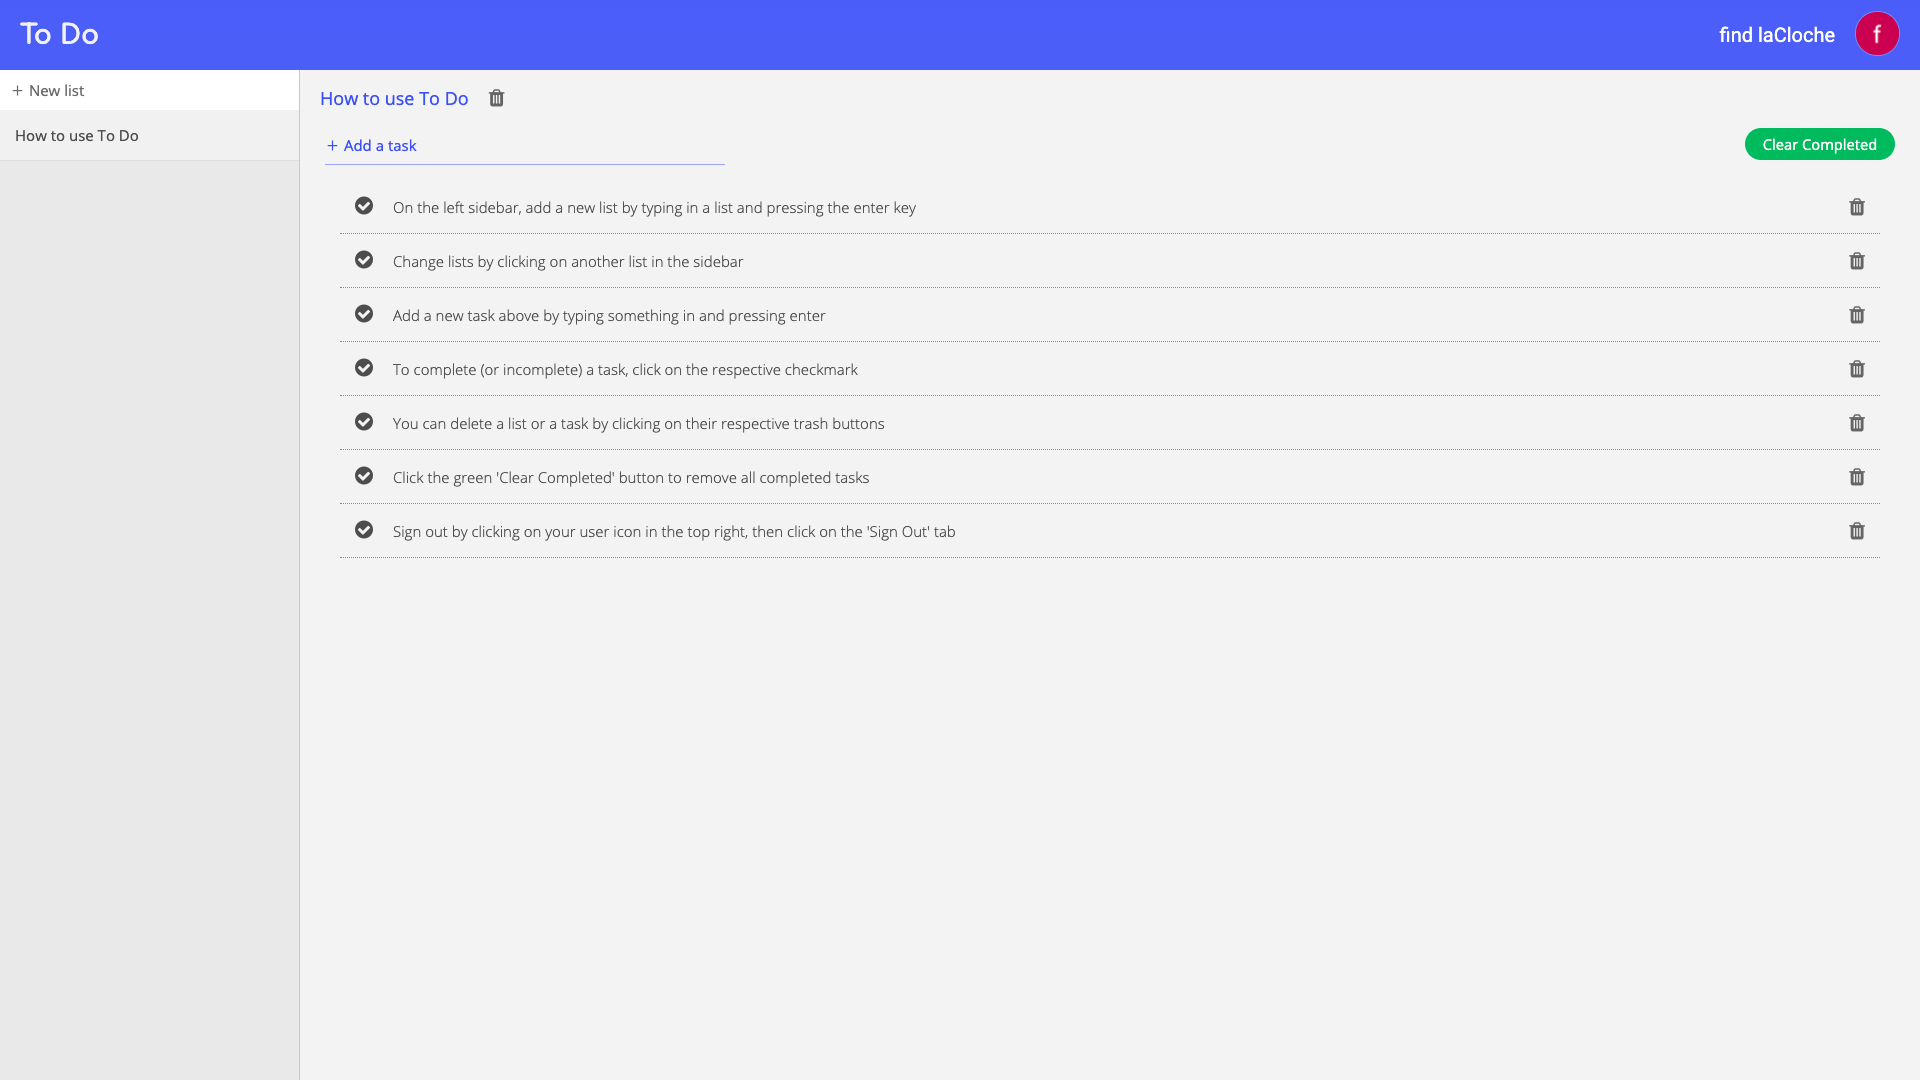 To Do
find laCloche
f
+ New list
How to use To Do
How to use To Do
+ Add a task
Clear Completed
On the left sidebar, add a new list by typing in a list and pressing the enter key
Change lists by clicking on another list in the sidebar
Add a new task above by typing something in and pressing enter
To complete (or incomplete) a task, click on the respective checkmark
You can delete a list or a task by clicking on their respective trash buttons
Click the green 'Clear Completed' button to remove all completed tasks
Sign out by clicking on your user icon in the top right, then click on the 'Sign Out' tab